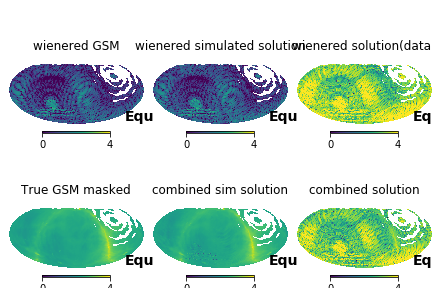 wienered GSM wienered simulated solution wienered solution(data
Equ Equ Eq
0 4 0 4 0 4
True GSM masked combined sim solution combined solution
Equ Equ Eq
0 4 0 4 0 4